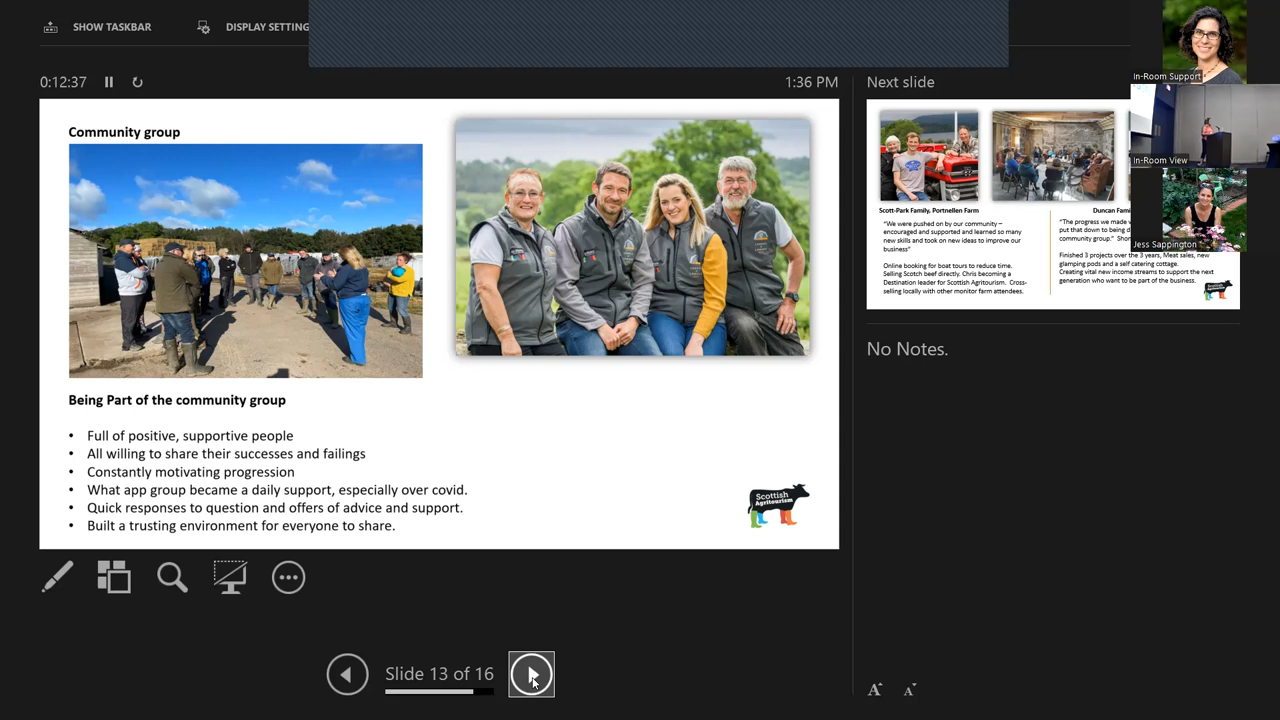 SHOW TASKBAR
DISPLAY SETTING
0:12:37
1:36 PM
Community group
Being Part of the community group
• Full of positive, supportive people
• All willing to share their successes and failings
• Constantly motivating progression
• What app group became a daily support, especially over covid.
• Quick responses to question and offers of advice and support.
• Built a trusting environment for everyone to share.
Scottish
Agritourism
Slide 13 of 16
Next slide
Scott-Park Family, Portnellen Farm
"We were pushed on by our community –
encouraged and supported and learned so many
new skills and took on new ideas to improve our
business"
Online booking for boat tours to reduce time.
Selling Scotch beef directly. Chris becoming a
Destination leader for Scottish Agritourism. Cross-
selling locally with other monitor farm attendees.
Duncan Fami
"The progress we made
put that down to being
community group." Shon
Finished 3 projects over the 3 years, Meat sales, new
glamping pods and a self catering cottage.
Creating vital new income streams to support the next
generation who want to be part of the business.
No Notes.
A
A
In-Room Support
In-Room View
Jess Sappington